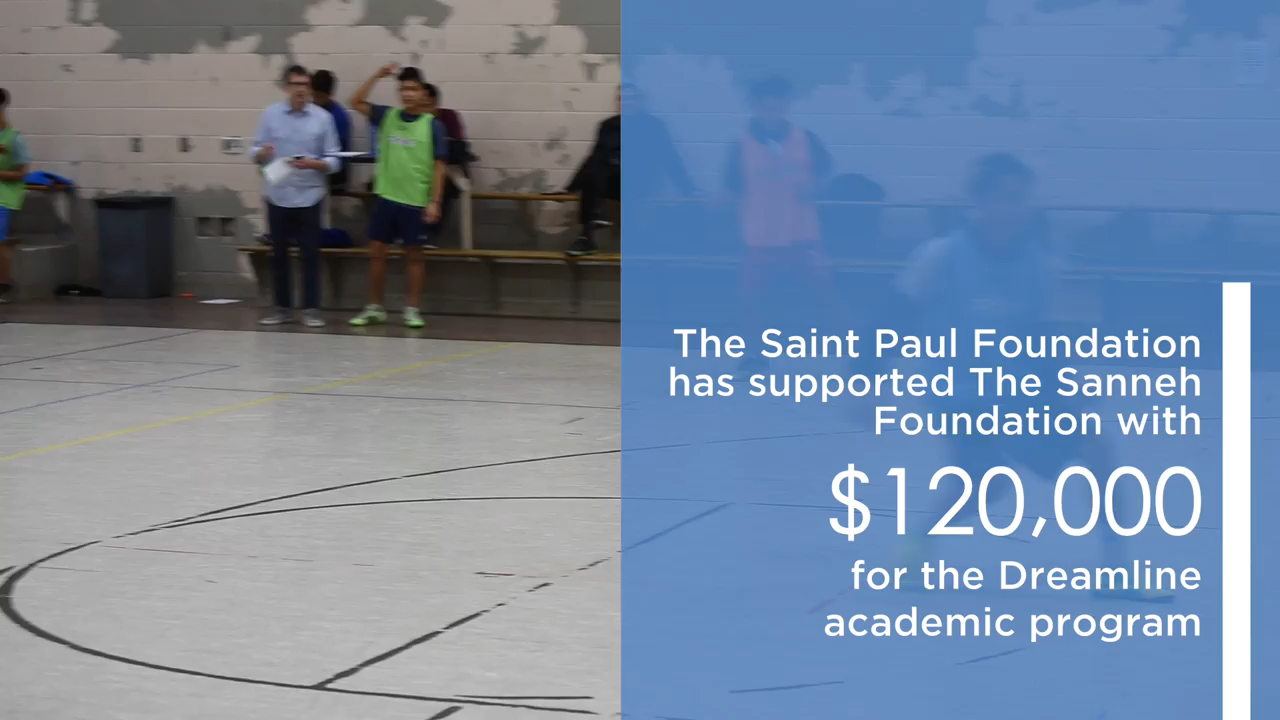 The Saint Paul Foundation
has supported The Sanneh
Foundation with
$120,000
for the Dreamline
academic program